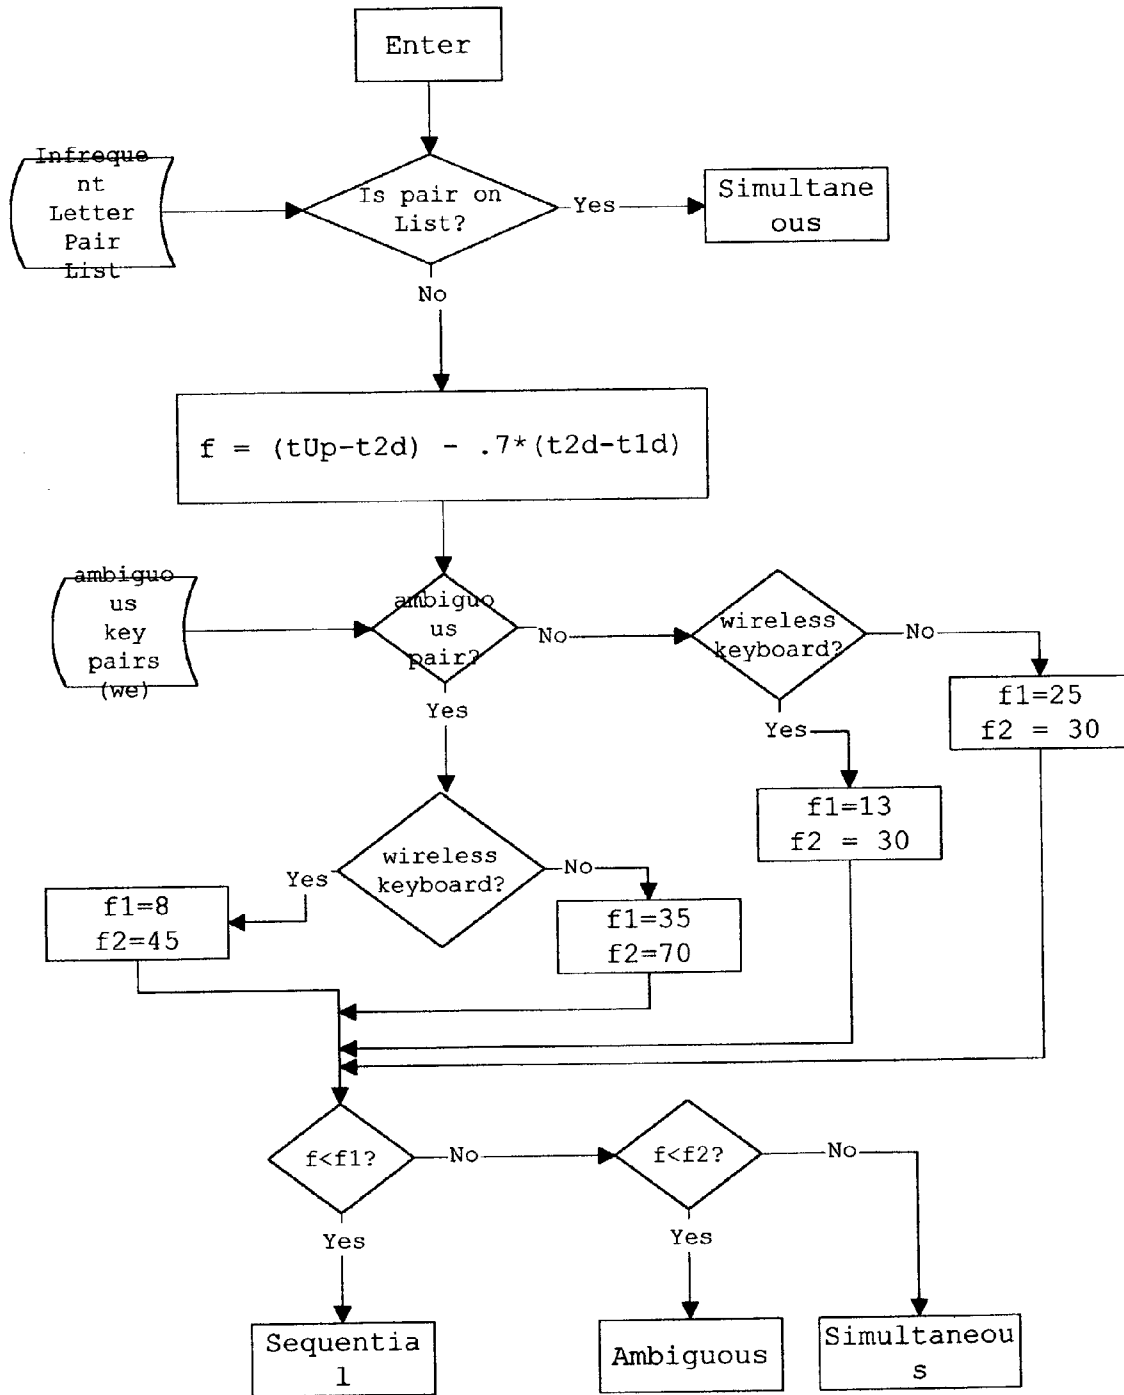 Enter
Infreque
nt
Letter
Pair
List
Is pair on
List?
Yes
Simultane
ous
No
f = (tUp-t2d) - .7*(t2d-t1d)
ambiguo
us
key
pairs
(we)
ambiguo
us
pair?
No
wireless
keyboard?
No
f1=25
f2 = 30
Yes
Yes
f1=13
f2 = 30
wireless
keyboard?
Yes
No
f1=8
f2=45
f1=35
f2=70
f<f1?
No
f<f2?
No
Yes
Yes
Sequentia
l
Ambiguous
Simultaneou
s